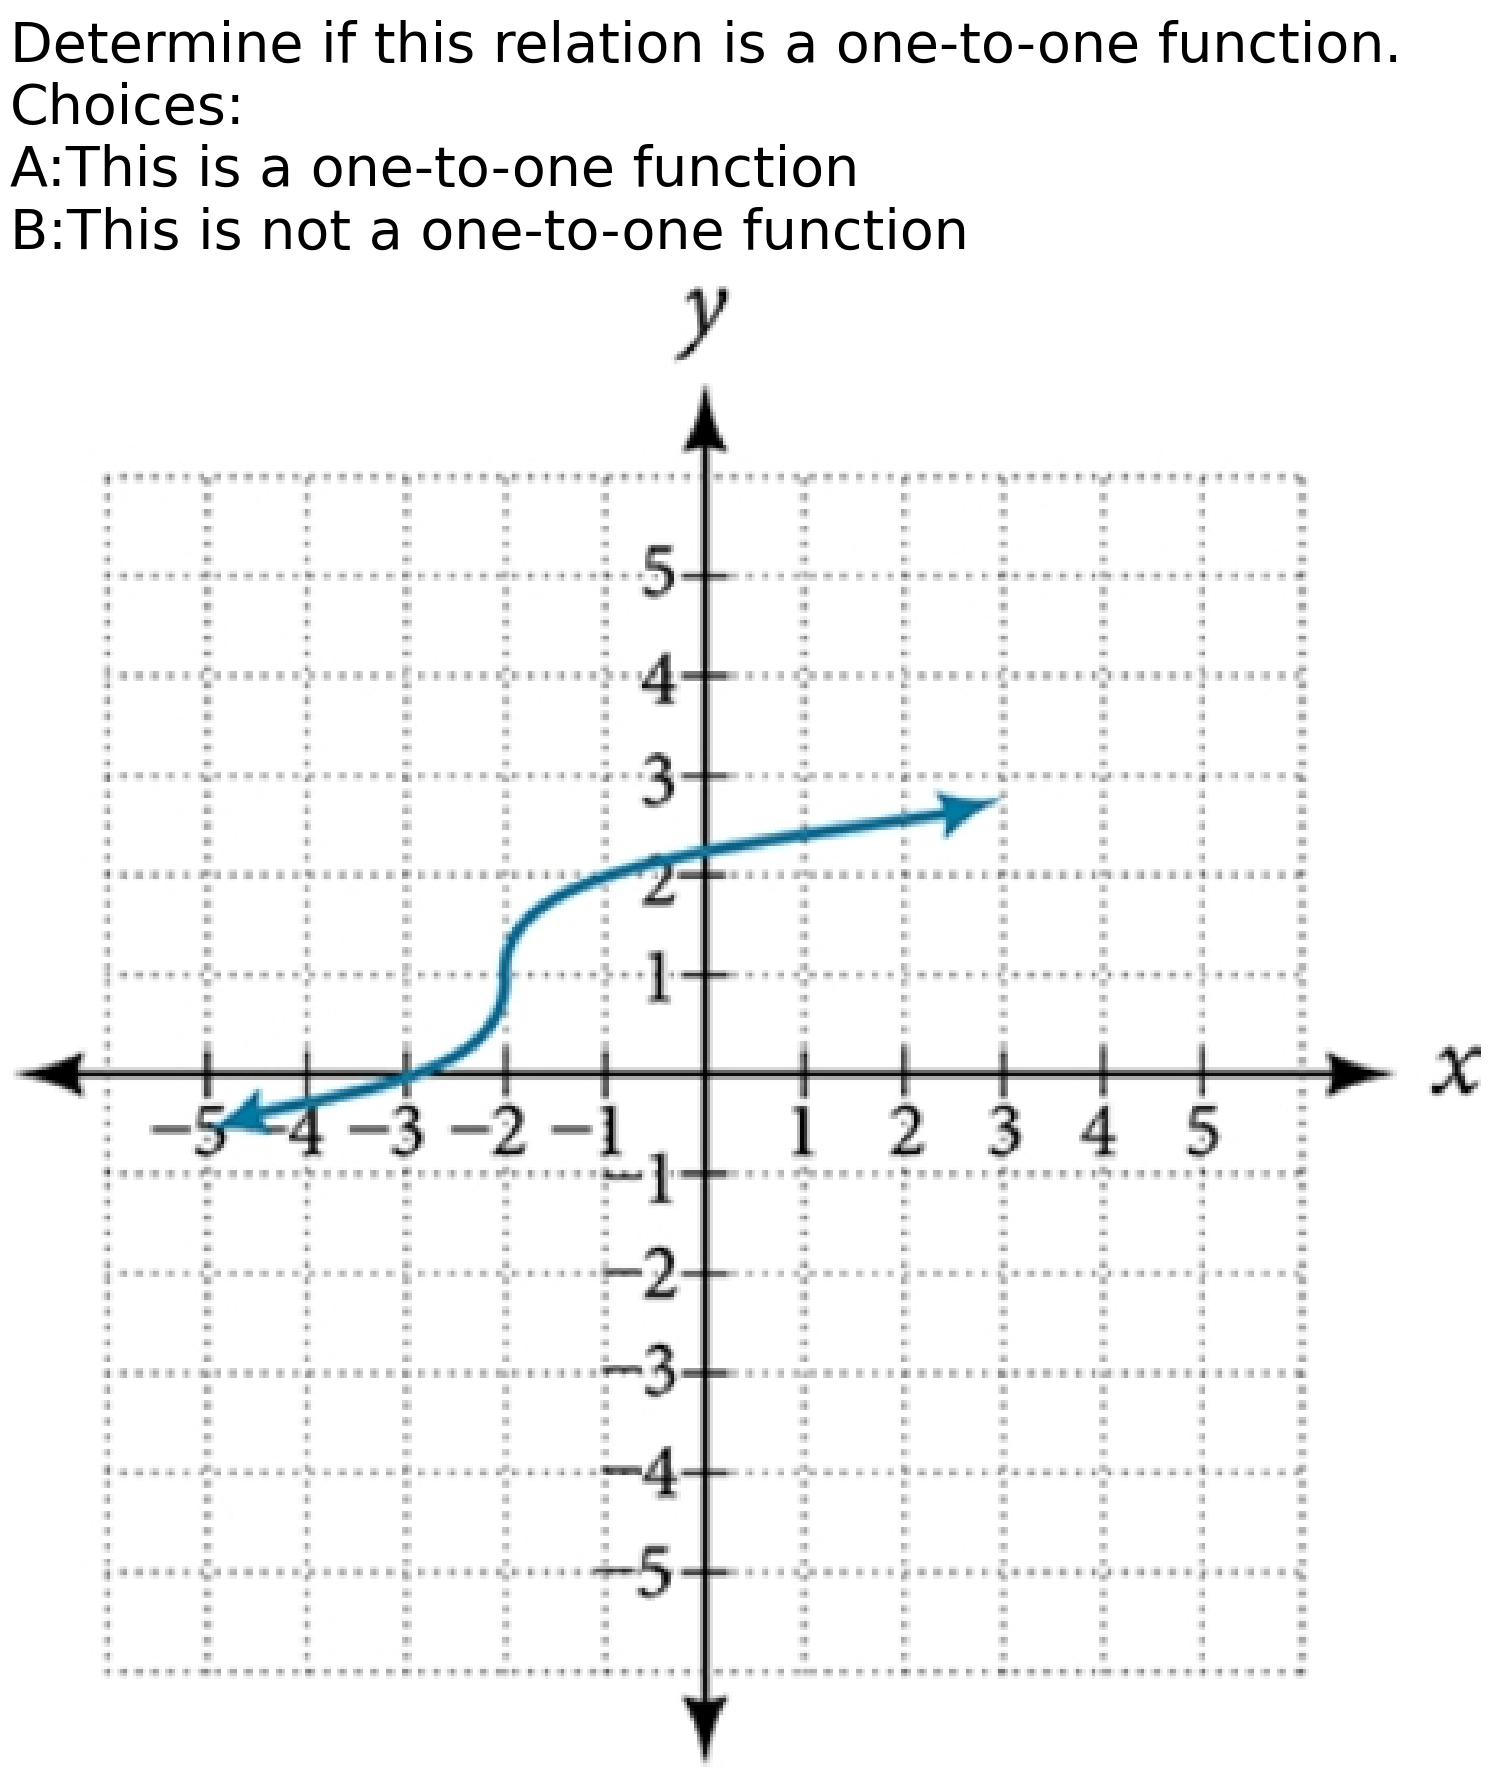 Determine if this relation is a one-to-one function.
Choices:
A:This is a one-to-one function
B:This is not a one-to-one function
y
5
4
3
2
1
x
−5 −4 −3 −2 −1 1 2 3 4 5
−1
−2
−3
−4
−5